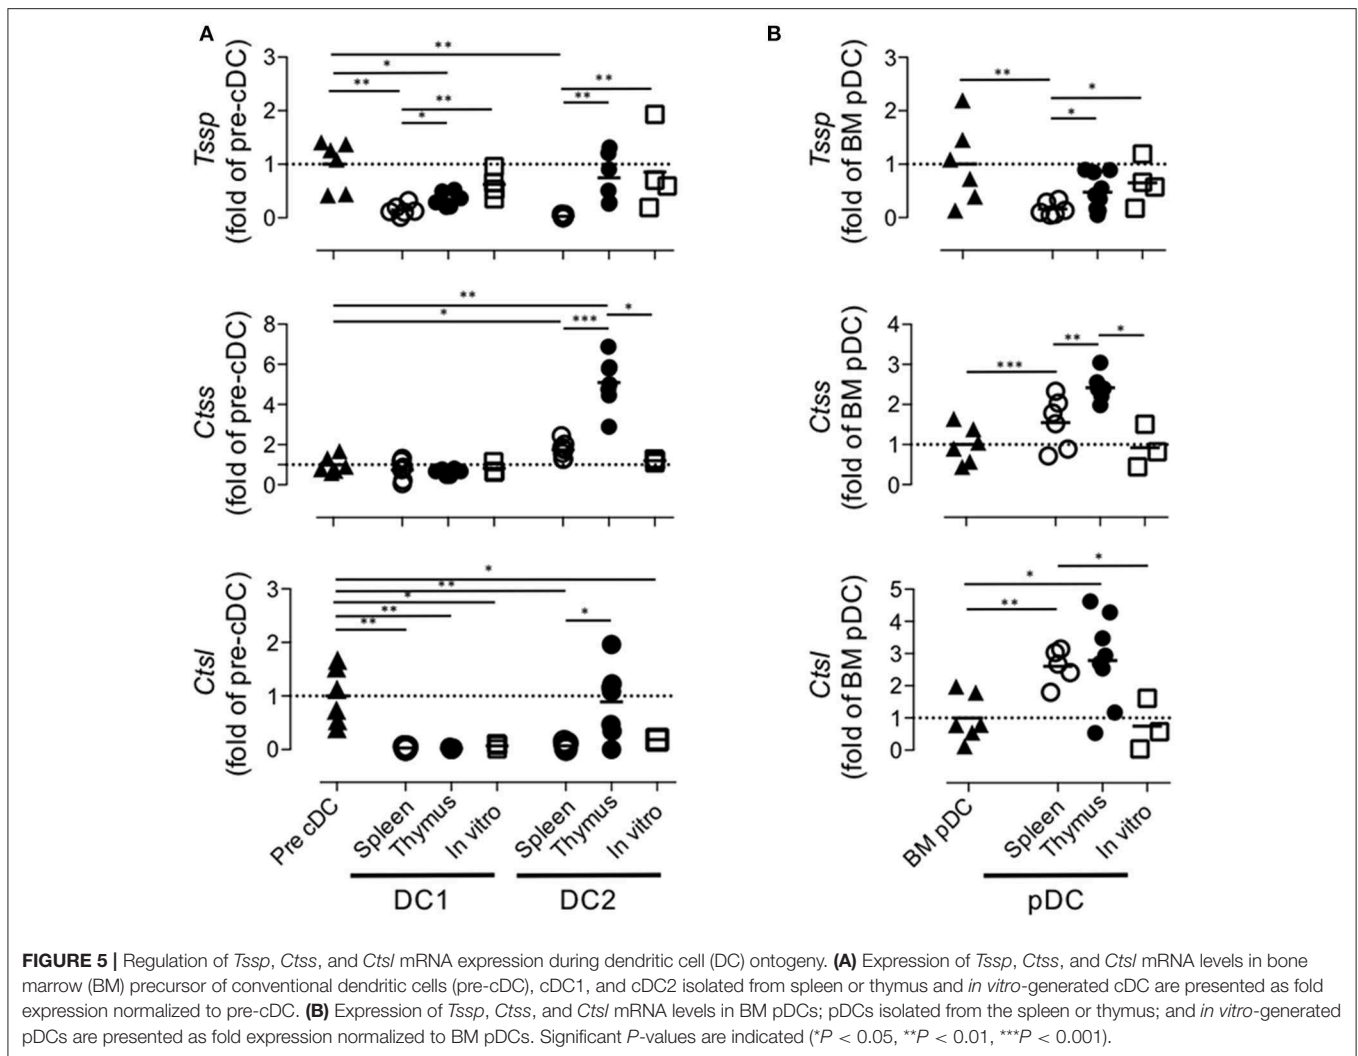 A
B
3
2
1
0
Tssp
(fold of pre-cDC)
**
*
**
**
*
**
**
3
2
1
0
Tssp
(fold of BM pDC)
**
*
*
8
6
4
2
0
Ctss
(fold of pre-cDC)
**
*
***
*
4
3
2
1
0
Ctss
(fold of BM pDC)
***
**
*
3
2
1
0
Ctsl
(fold of pre-cDC)
*
**
*
**
**
*
5
4
3
2
1
0
Ctsl
(fold of BM pDC)
*
*
**
Pre cDC
Spleen
Thymus
In vitro
Spleen
Thymus
In vitro
DC1
DC2
BM pDC
Spleen
Thymus
In vitro
pDC
FIGURE 5 | Regulation of Tssp, Ctss, and Ctsl mRNA expression during dendritic cell (DC) ontogeny. (A) Expression of Tssp, Ctss, and Ctsl mRNA levels in bone
marrow (BM) precursor of conventional dendritic cells (pre-cDC), cDC1, and cDC2 isolated from spleen or thymus and in vitro-generated cDC are presented as fold
expression normalized to pre-cDC. (B) Expression of Tssp, Ctss, and Ctsl mRNA levels in BM pDCs; pDCs isolated from the spleen or thymus; and in vitro-generated
pDCs are presented as fold expression normalized to BM pDCs. Significant P-values are indicated (*P < 0.05, **P < 0.01, ***P < 0.001).